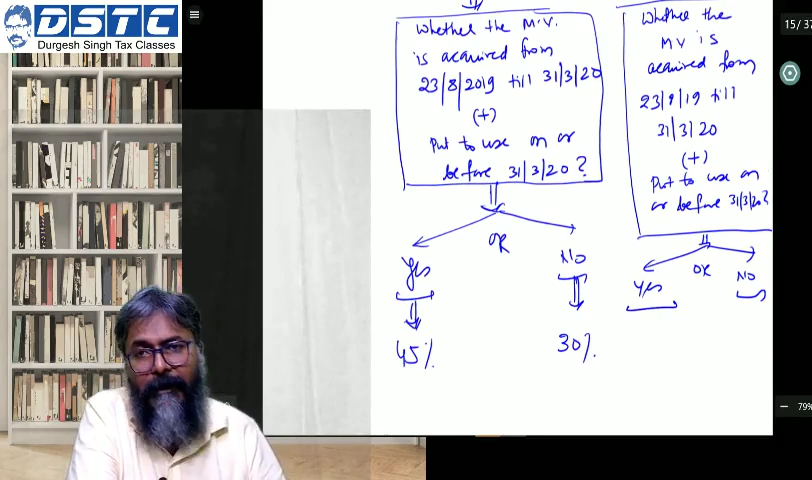 DSTC
Durgesh Singh Tax Classes
Whether the M.V.
is acquired from
23/8/2019 till 31/3/20
(+)
Put to use on or
before 31/3/20?
OR
Yes
NO
45%
30%
Whether the
MV is
acquired from
23/9/19 till
31/3/20
(+)
Put to use on
or before 31/3/20?
OR
Yes
NO
15/37
79%